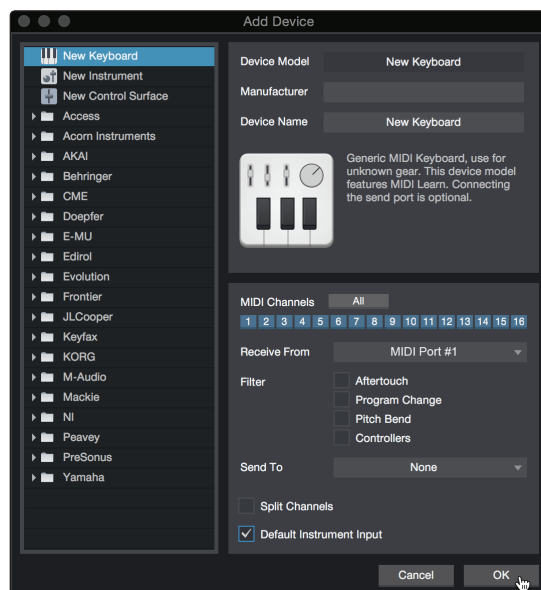 Add Device
New Keyboard
New Instrument
New Control Surface
Access
Acorn Instruments
AKAI
Behringer
CME
Doepfer
E-MU
Edirol
Evolution
Frontier
JLCooper
Keyfax
KORG
M-Audio
Mackie
NI
Peavey
PreSonus
Yamaha
Device Model New Keyboard
Manufacturer
Device Name New Keyboard
Generic MIDI Keyboard, use for
unknown gear. This device model
features MIDI Learn. Connecting
the send port is optional.
MIDI Channels All
1 2 3 4 5 6 7 8 9 10 11 12 13 14 15 16
Receive From MIDI Port #1
Filter Aftertouch
Program Change
Pitch Bend
Controllers
Send To None
Split Channels
Default Instrument Input
Cancel OK